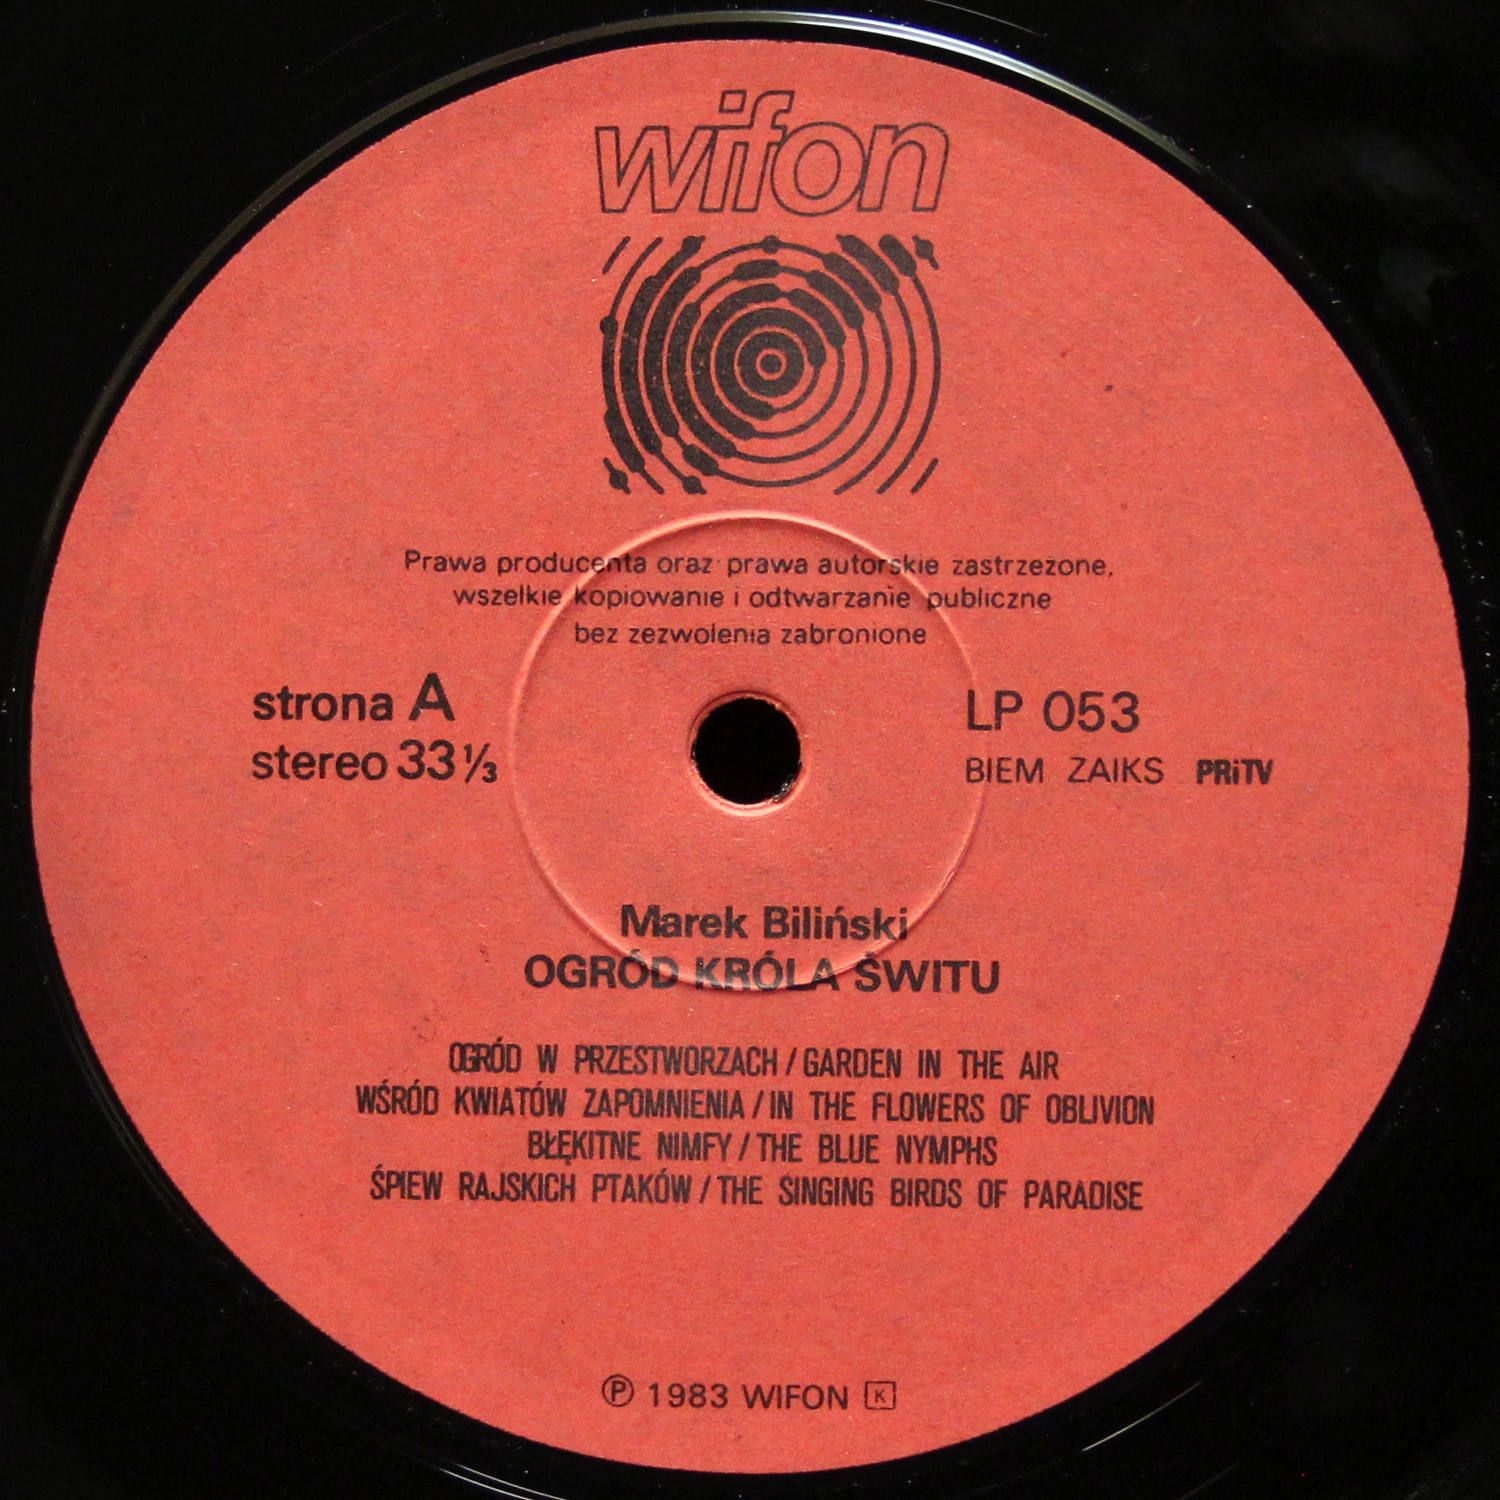 wifon
Prawa producenta oraz prawa autorskie zastrzeżone,
wszelkie kopiowanie i odtwarzanie publiczne
bez zezwolenia zabronione
strona A
stereo 33⅓
LP 053
BIEM ZAIKS PRiTV
Marek Biliński
OGRÓD KRÓLA ŚWITU
OGRÓD W PRZESTWORZACH / GARDEN IN THE AIR
WŚRÓD KWIATÓW ZAPOMNIENIA / IN THE FLOWERS OF OBLIVION
BŁĘKITNE NIMFY / THE BLUE NYMPHS
ŚPIEW RAJSKICH PTAKÓW / THE SINGING BIRDS OF PARADISE
℗ 1983 WIFON K